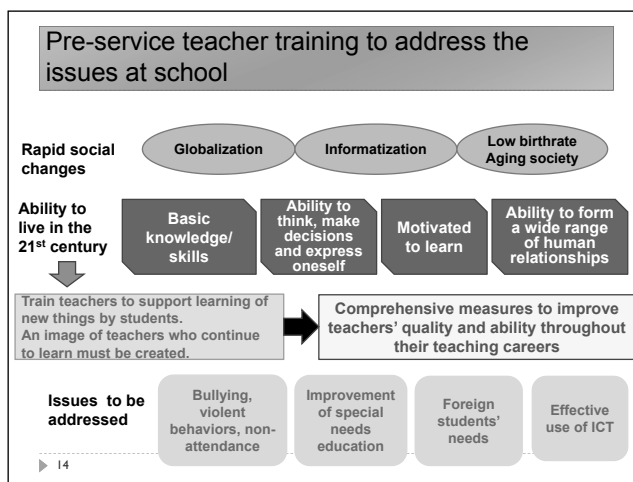 Pre-service teacher training to address the
issues at school
Rapid social
changes
Globalization
Informatization
Low birthrate
Aging society
Ability to
live in the
21st century
Basic
knowledge/
skills
Ability to
think, make
decisions
and express
oneself
Motivated
to learn
Ability to form
a wide range
of human
relationships
Train teachers to support learning of
new things by students.
An image of teachers who continue
to learn must be created.
Comprehensive measures to improve
teachers' quality and ability throughout
their teaching careers
Issues to be
addressed
Bullying,
violent
behaviors, non-
attendance
Improvement
of special
needs
education
Foreign
students'
needs
Effective
use of ICT
14